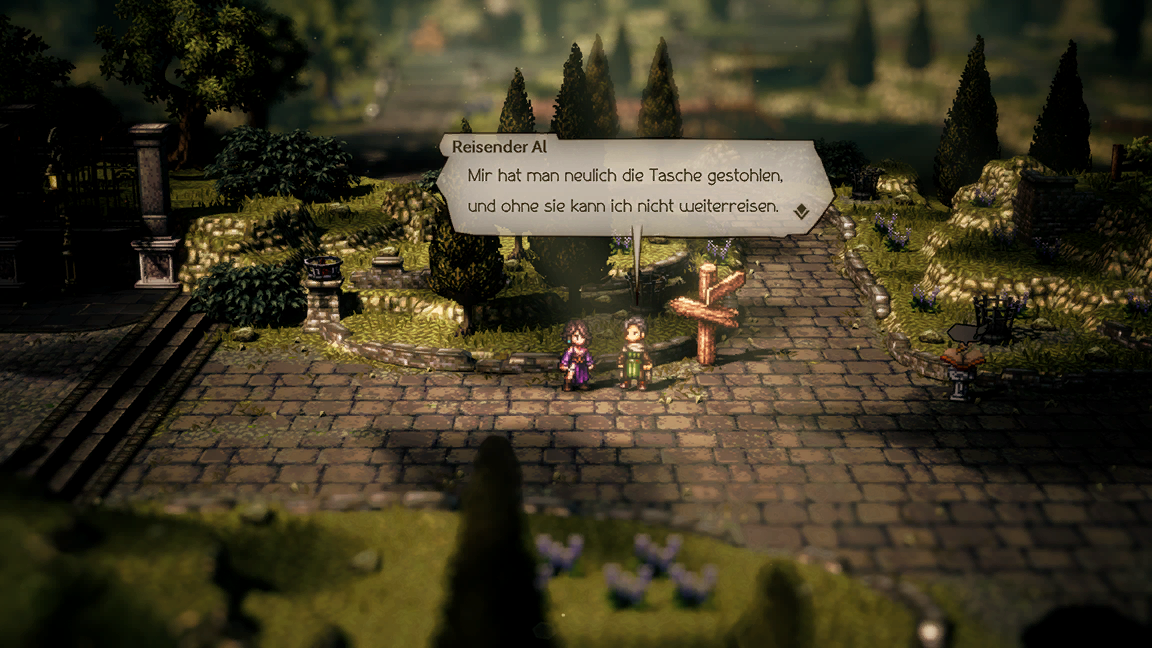 Reisender Al
Mir hat man neulich die Tasche gestohlen,
und ohne sie kann ich nicht weiterreisen.